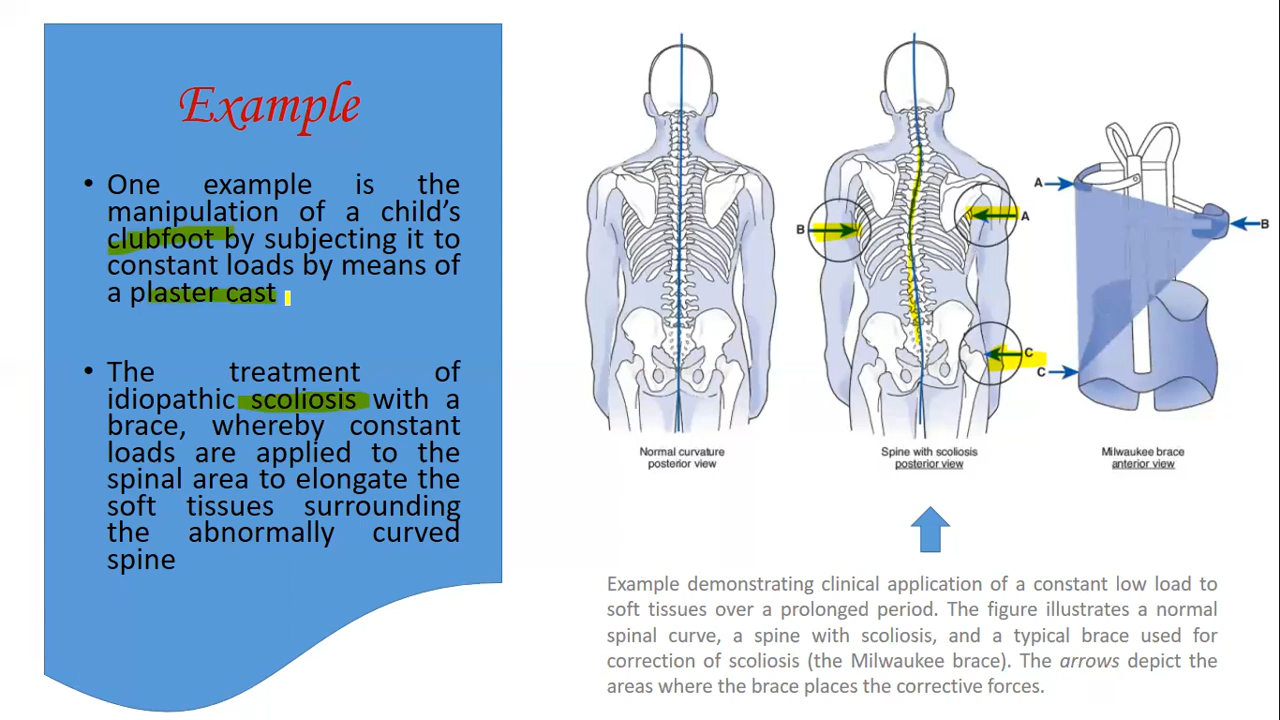 Example
• One example is the
manipulation of a child’s
clubfoot by subjecting it to
constant loads by means of
a plaster cast
• The treatment of
idiopathic scoliosis with a
brace, whereby constant
loads are applied to the
spinal area to elongate the
soft tissues surrounding
the abnormally curved
spine
B
A
C
A
B
C
Normal curvature
posterior view
Spine with scoliosis
posterior view
Milwaukee brace
anterior view
Example demonstrating clinical application of a constant low load to
soft tissues over a prolonged period. The figure illustrates a normal
spinal curve, a spine with scoliosis, and a typical brace used for
correction of scoliosis (the Milwaukee brace). The arrows depict the
areas where the brace places the corrective forces.